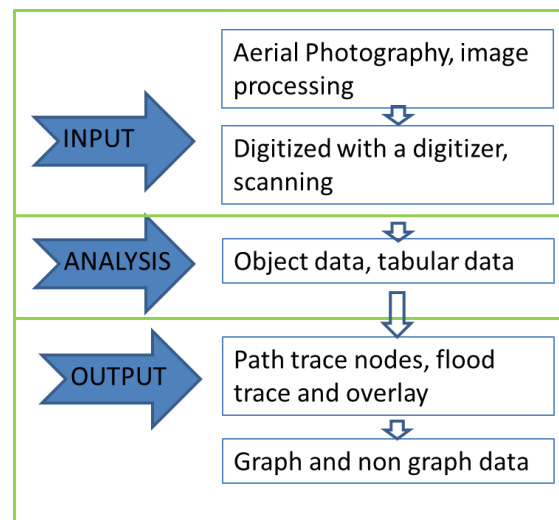 Aerial Photography, image
processing
INPUT
Digitized with a digitizer,
scanning
ANALYSIS
Object data, tabular data
OUTPUT
Path trace nodes, flood
trace and overlay
Graph and non graph data